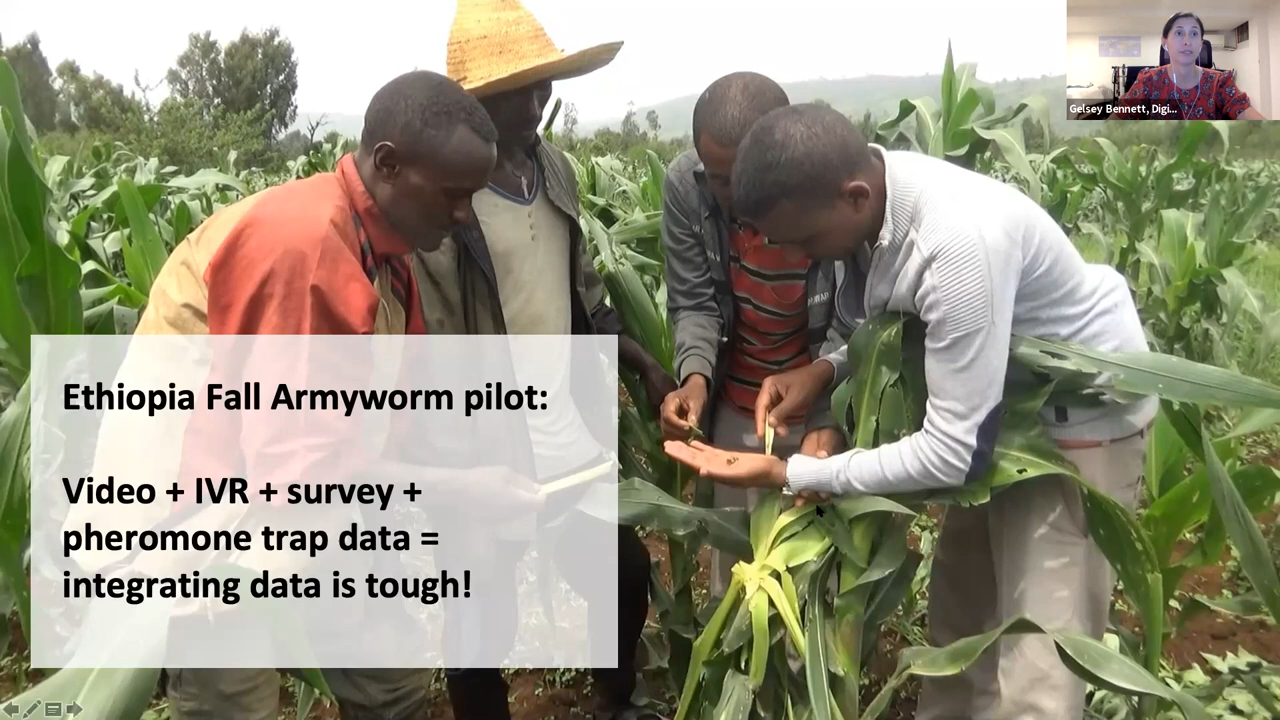 Gelsey Bennett, Digi...
Ethiopia Fall Armyworm pilot:
Video + IVR + survey +
pheromone trap data =
integrating data is tough!